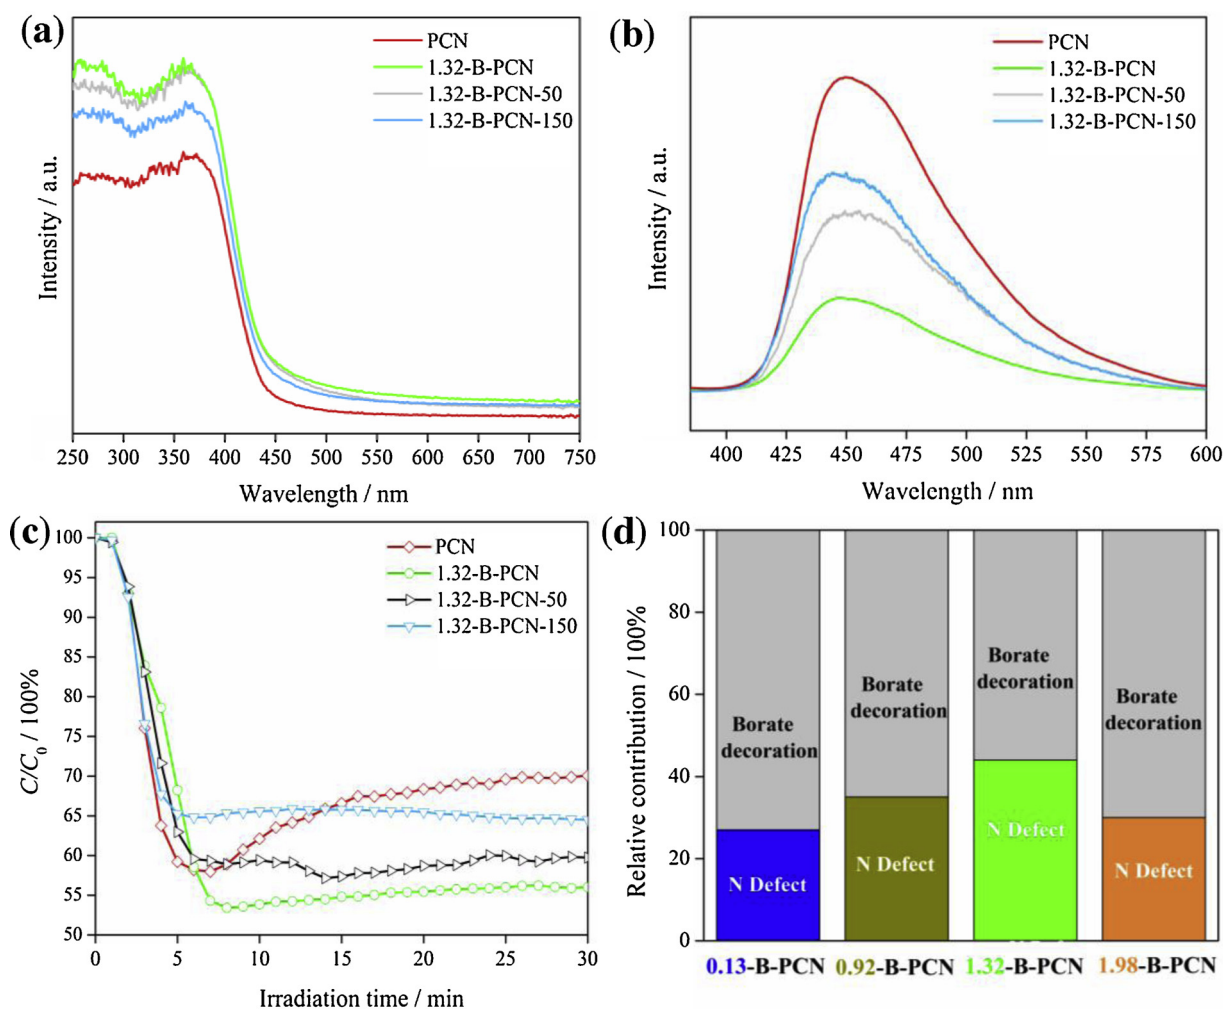 (a)
PCN
1.32-B-PCN
1.32-B-PCN-50
1.32-B-PCN-150
Intensity / a.u.
250 300 350 400 450 500 550 600 650 700 750
Wavelength / nm
(b)
PCN
1.32-B-PCN
1.32-B-PCN-50
1.32-B-PCN-150
Intensity / a.u.
400 425 450 475 500 525 550 575 600
Wavelength / nm
(c)
PCN
1.32-B-PCN
1.32-B-PCN-50
1.32-B-PCN-150
C/C0 / 100%
100
95
90
85
80
75
70
65
60
55
50
0 5 10 15 20 25 30
Irradiation time / min
(d)
Relative contribution / 100%
100
80
60
40
20
0
Borate
decoration
N Defect
Borate
decoration
N Defect
Borate
decoration
N Defect
Borate
decoration
N Defect
0.13-B-PCN 0.92-B-PCN 1.32-B-PCN 1.98-B-PCN